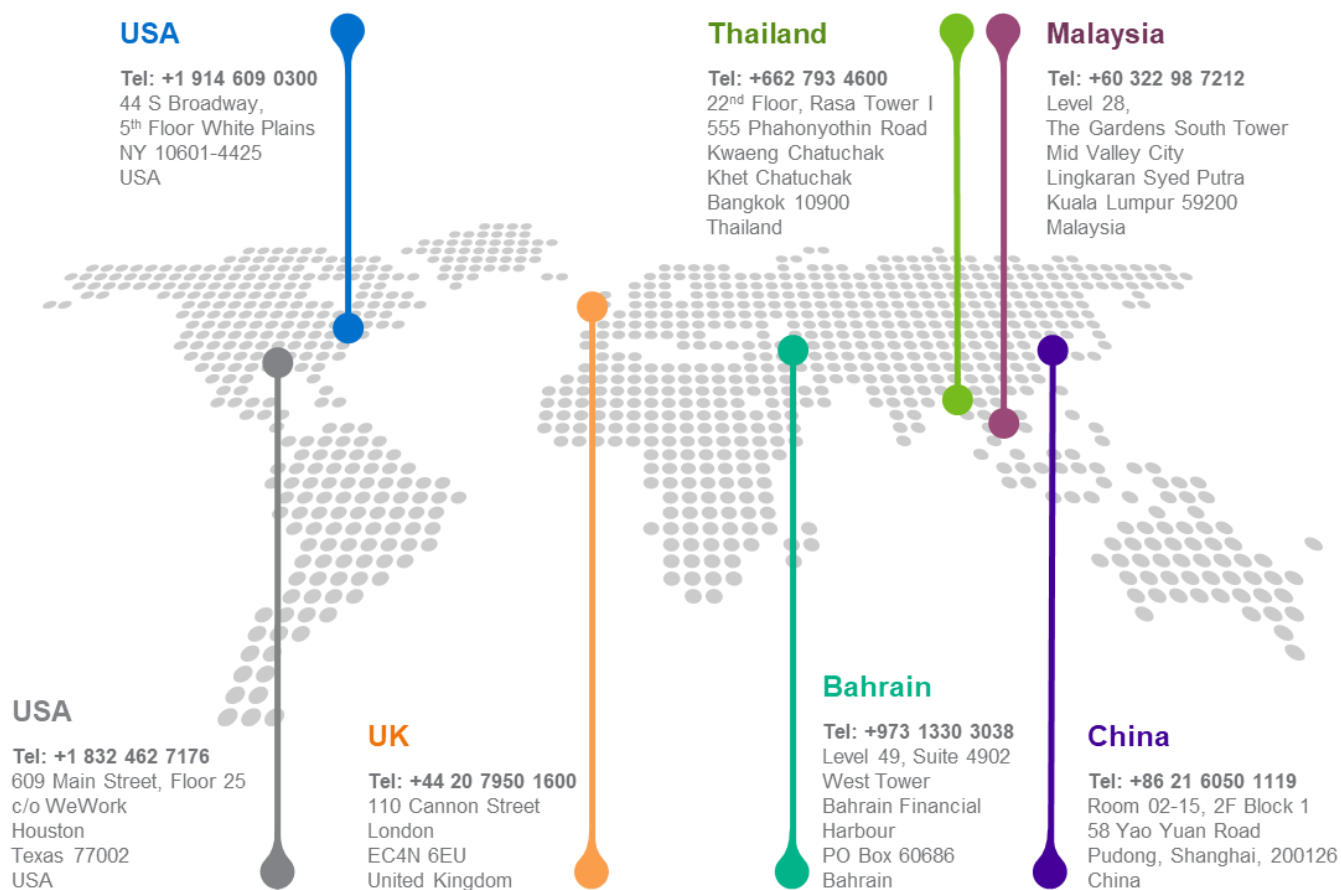 USA
Tel: +1 914 609 0300
44 S Broadway,
5th Floor White Plains
NY 10601-4425
USA
Thailand
Tel: +662 793 4600
22nd Floor, Rasa Tower I
555 Phahonyothin Road
Kwaeng Chatuchak
Khet Chatuchak
Bangkok 10900
Thailand
Malaysia
Tel: +60 322 98 7212
Level 28,
The Gardens South Tower
Mid Valley City
Lingkaran Syed Putra
Kuala Lumpur 59200
Malaysia
USA
Tel: +1 832 462 7176
609 Main Street, Floor 25
c/o WeWork
Houston
Texas 77002
USA
UK
Tel: +44 20 7950 1600
110 Cannon Street
London
EC4N 6EU
United Kingdom
Bahrain
Tel: +973 1330 3038
Level 49, Suite 4902
West Tower
Bahrain Financial
Harbour
PO Box 60686
Bahrain
China
Tel: +86 21 6050 1119
Room 02-15, 2F Block 1
58 Yao Yuan Road
Pudong, Shanghai, 200126
China